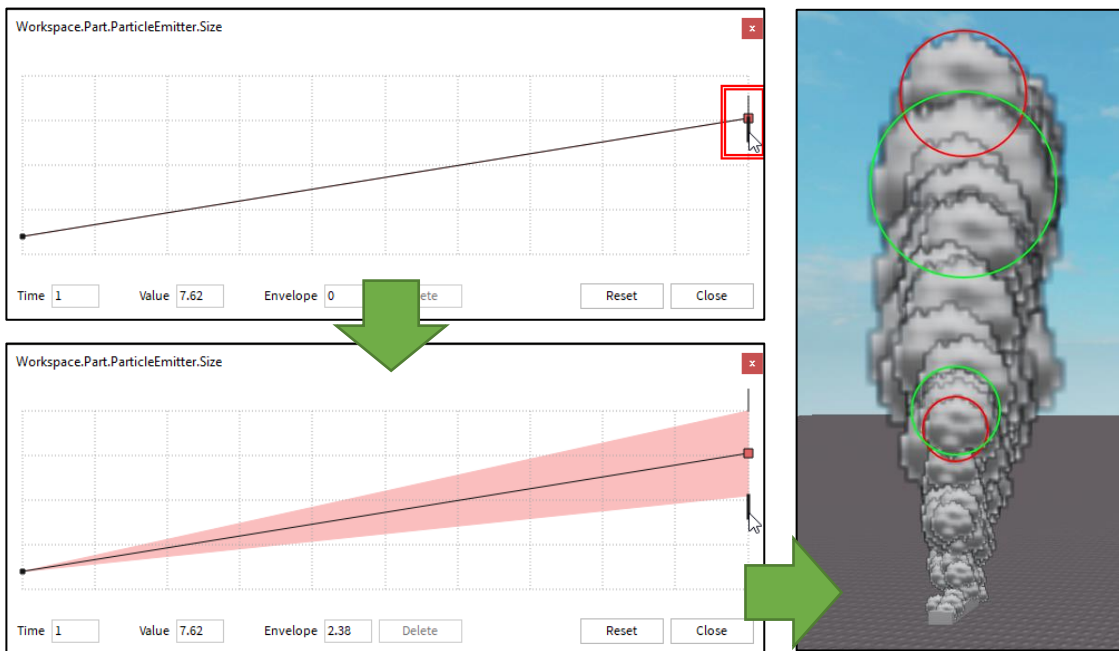 Workspace.Part.ParticleEmitter.Size
x
Time 1 Value 7.62 Envelope 0 Reset Close
Workspace.Part.ParticleEmitter.Size
x
Time 1 Value 7.62 Envelope 2.38 Delete Reset Close